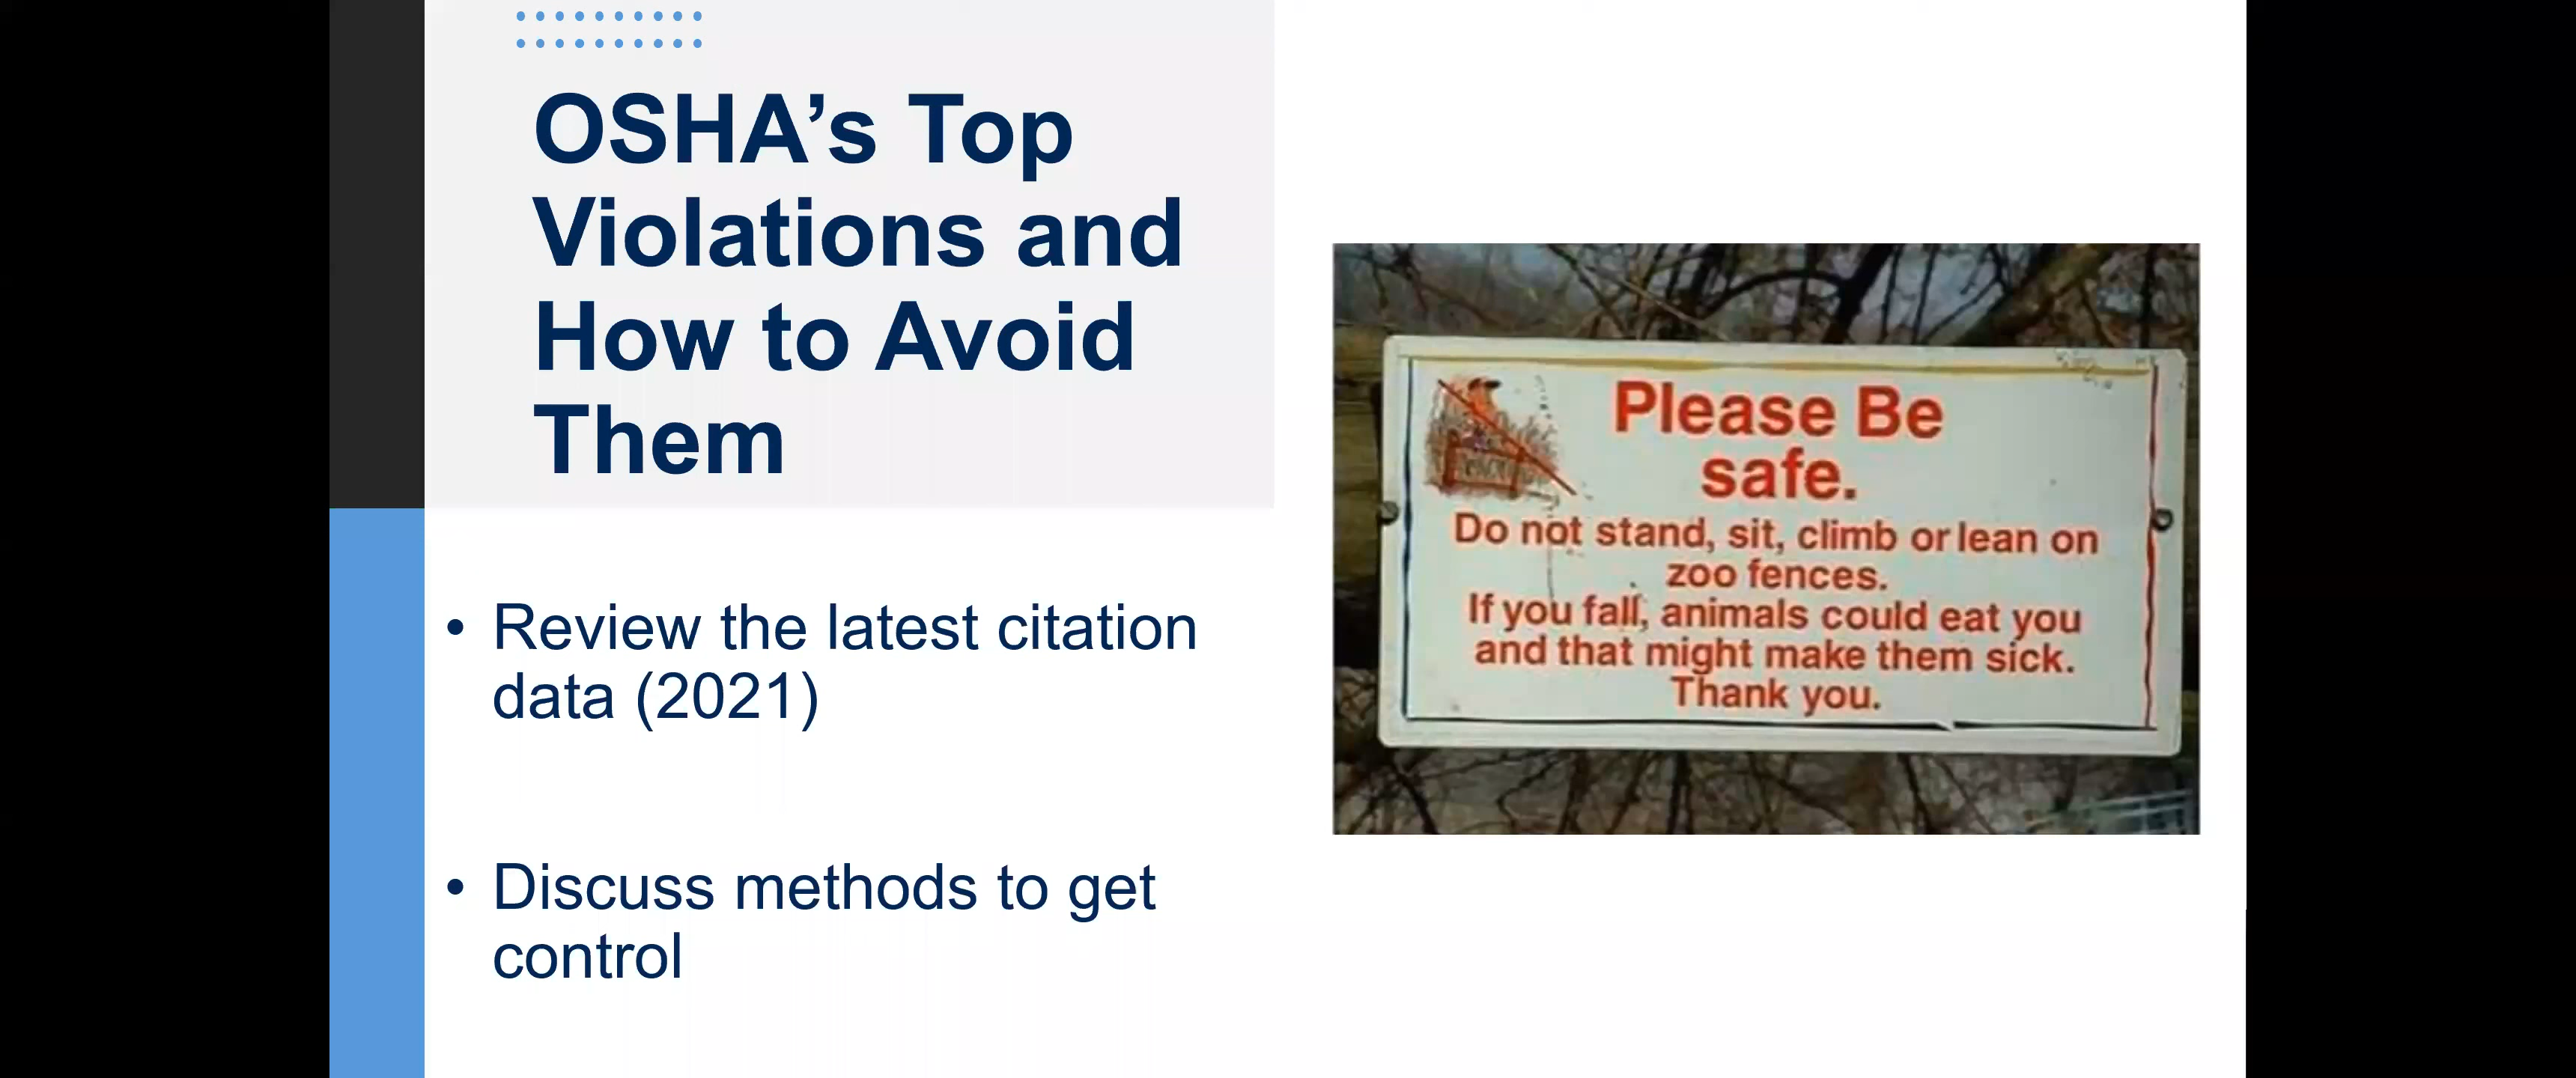 OSHA’s Top
Violations and
How to Avoid
Them
• Review the latest citation
data (2021)
• Discuss methods to get
control
Please Be
safe.
Do not stand, sit, climb or lean on
zoo fences.
If you fall, animals could eat you
and that might make them sick.
Thank you.